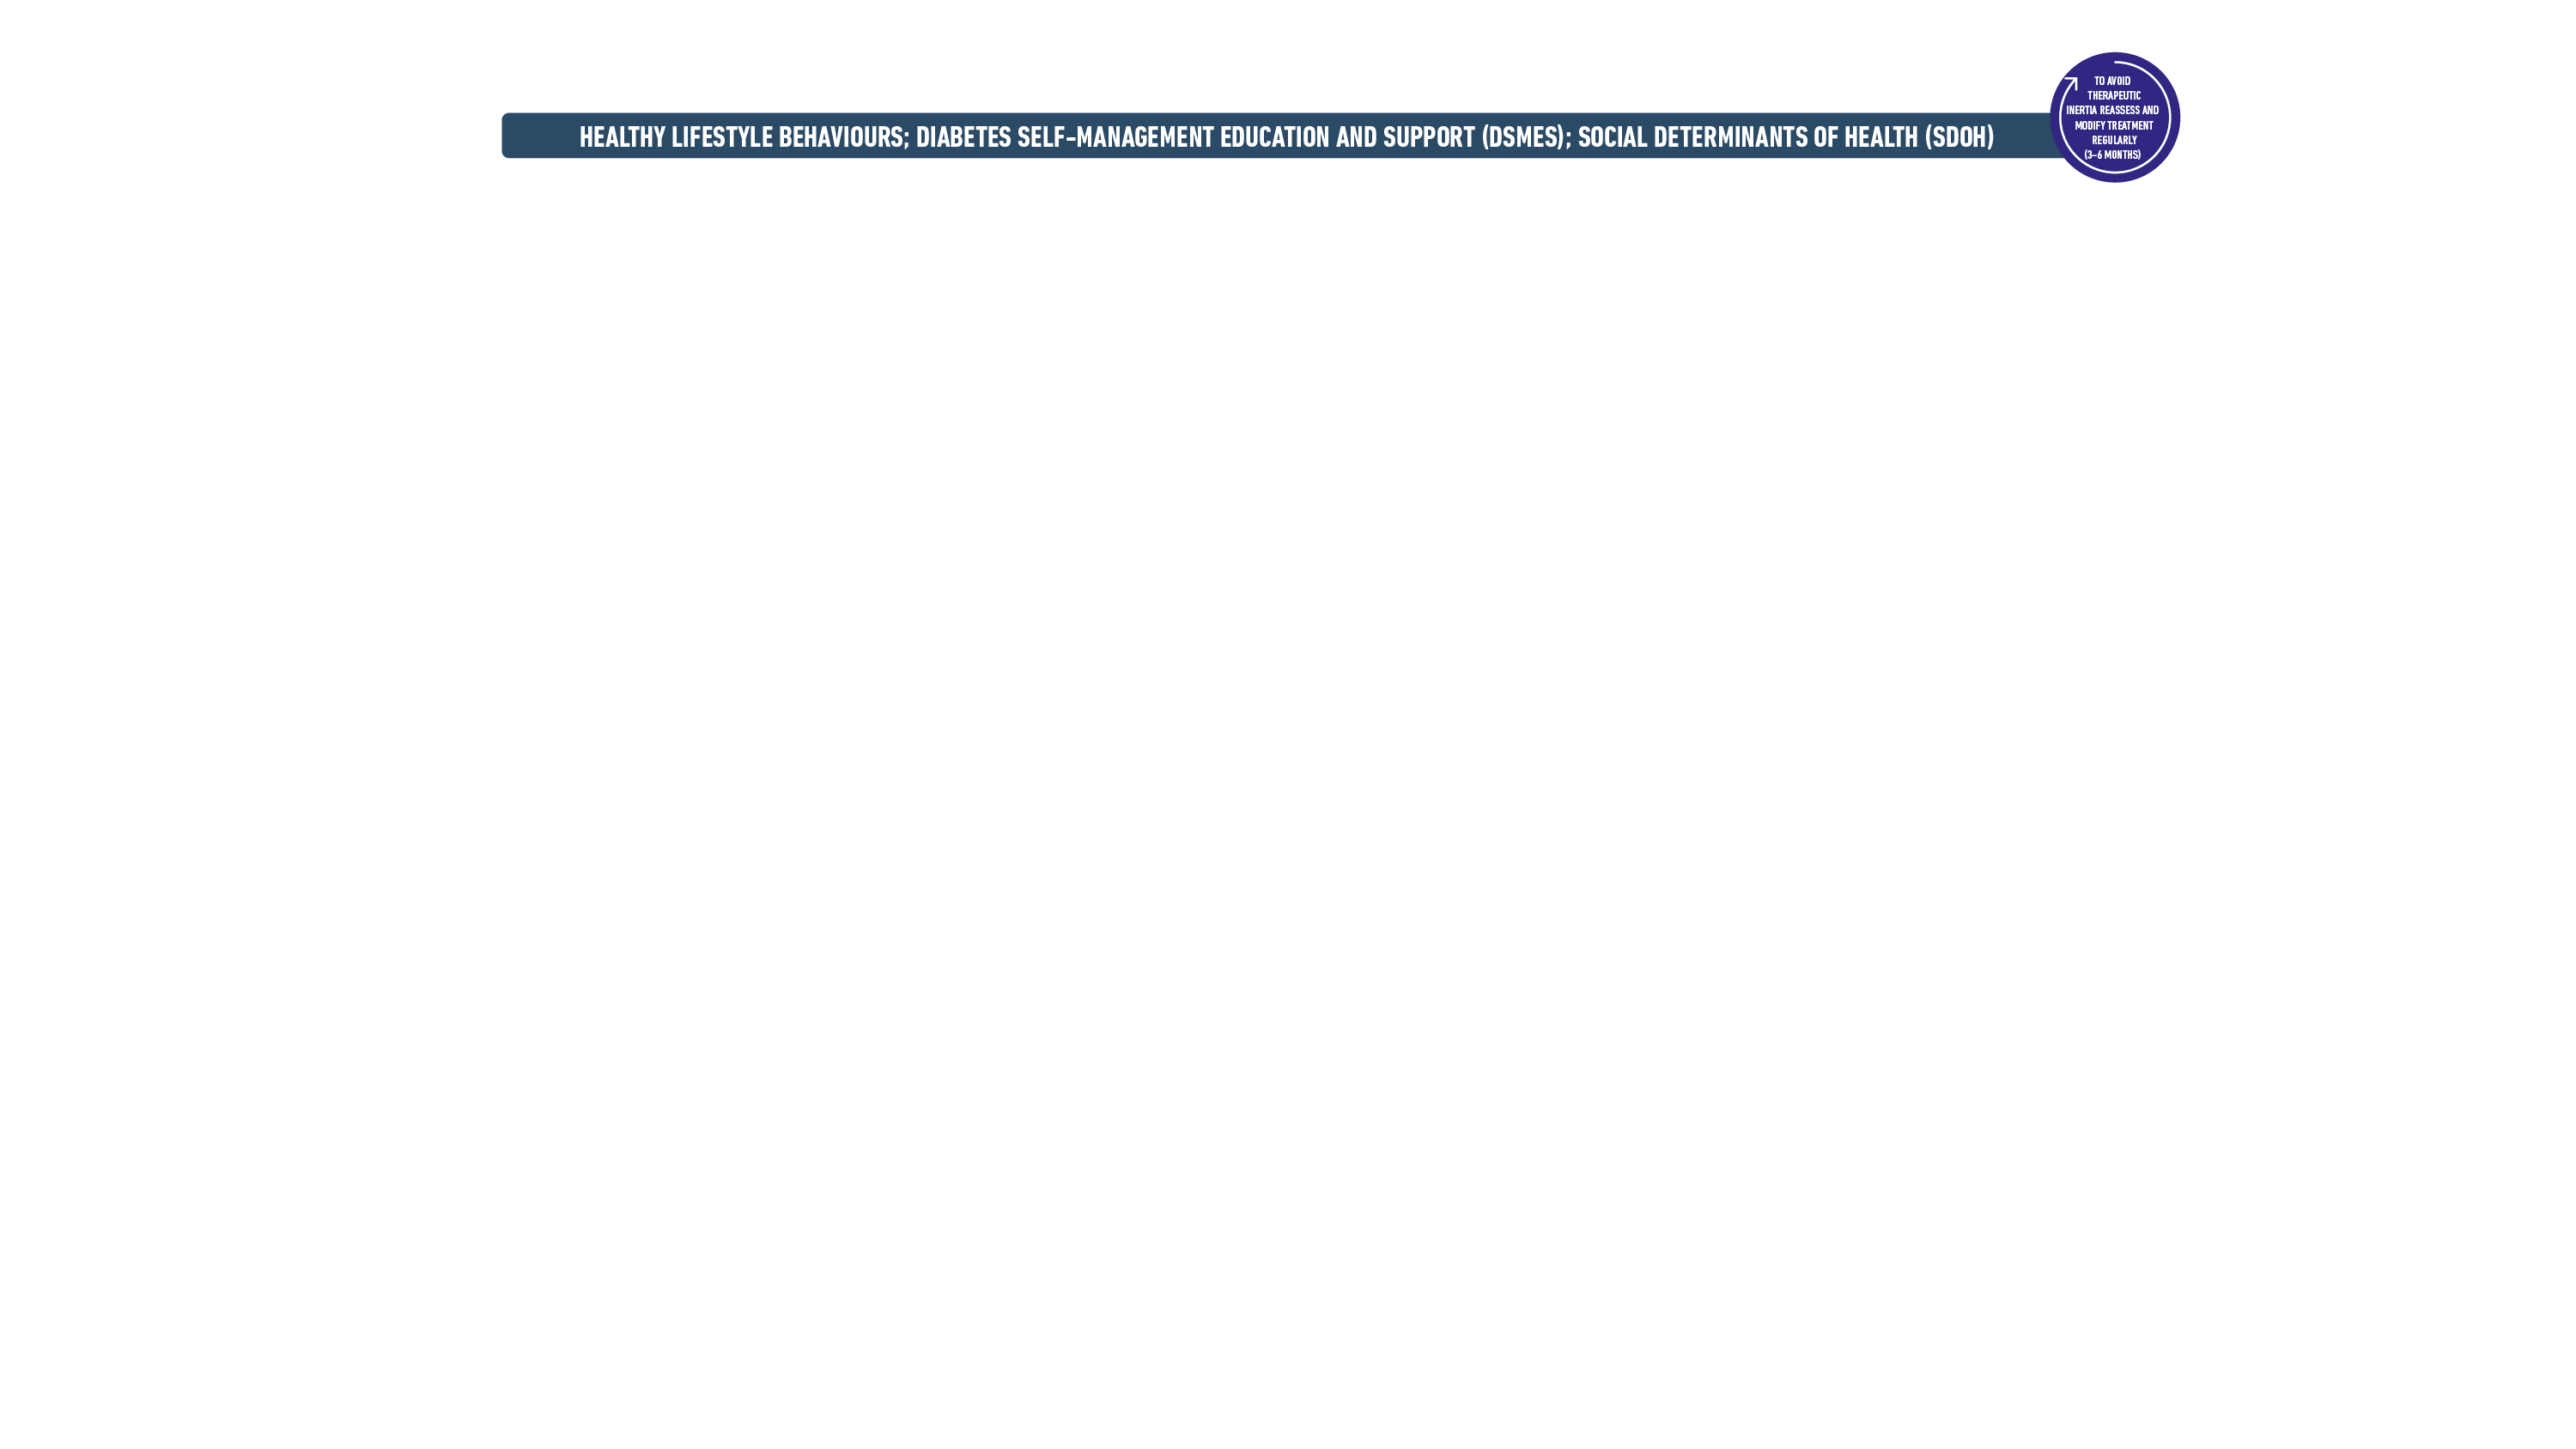 HEALTHY LIFESTYLE BEHAVIOURS; DIABETES SELF-MANAGEMENT EDUCATION AND SUPPORT (DSMES); SOCIAL DETERMINANTS OF HEALTH (SDOH)
TO AVOID
THERAPEUTIC
INERTIA REASSESS AND
MODIFY TREATMENT
REGULARLY
(3–6 MONTHS)